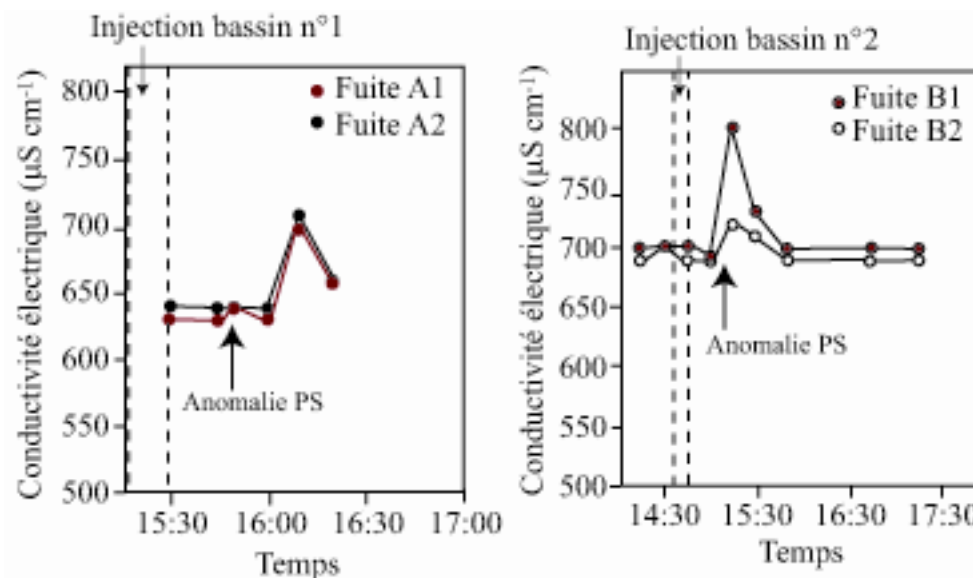 Injection bassin n°1
Conductivité électrique (µS cm⁻¹)
800
750
700
650
600
550
500
Fuite A1
Fuite A2
Anomalie PS
15:30 16:00 16:30 17:00
Temps
Injection bassin n°2
Conductivité électrique (µS cm⁻¹)
800
750
700
650
600
550
500
Fuite B1
Fuite B2
Anomalie PS
14:30 15:30 16:30 17:30
Temps